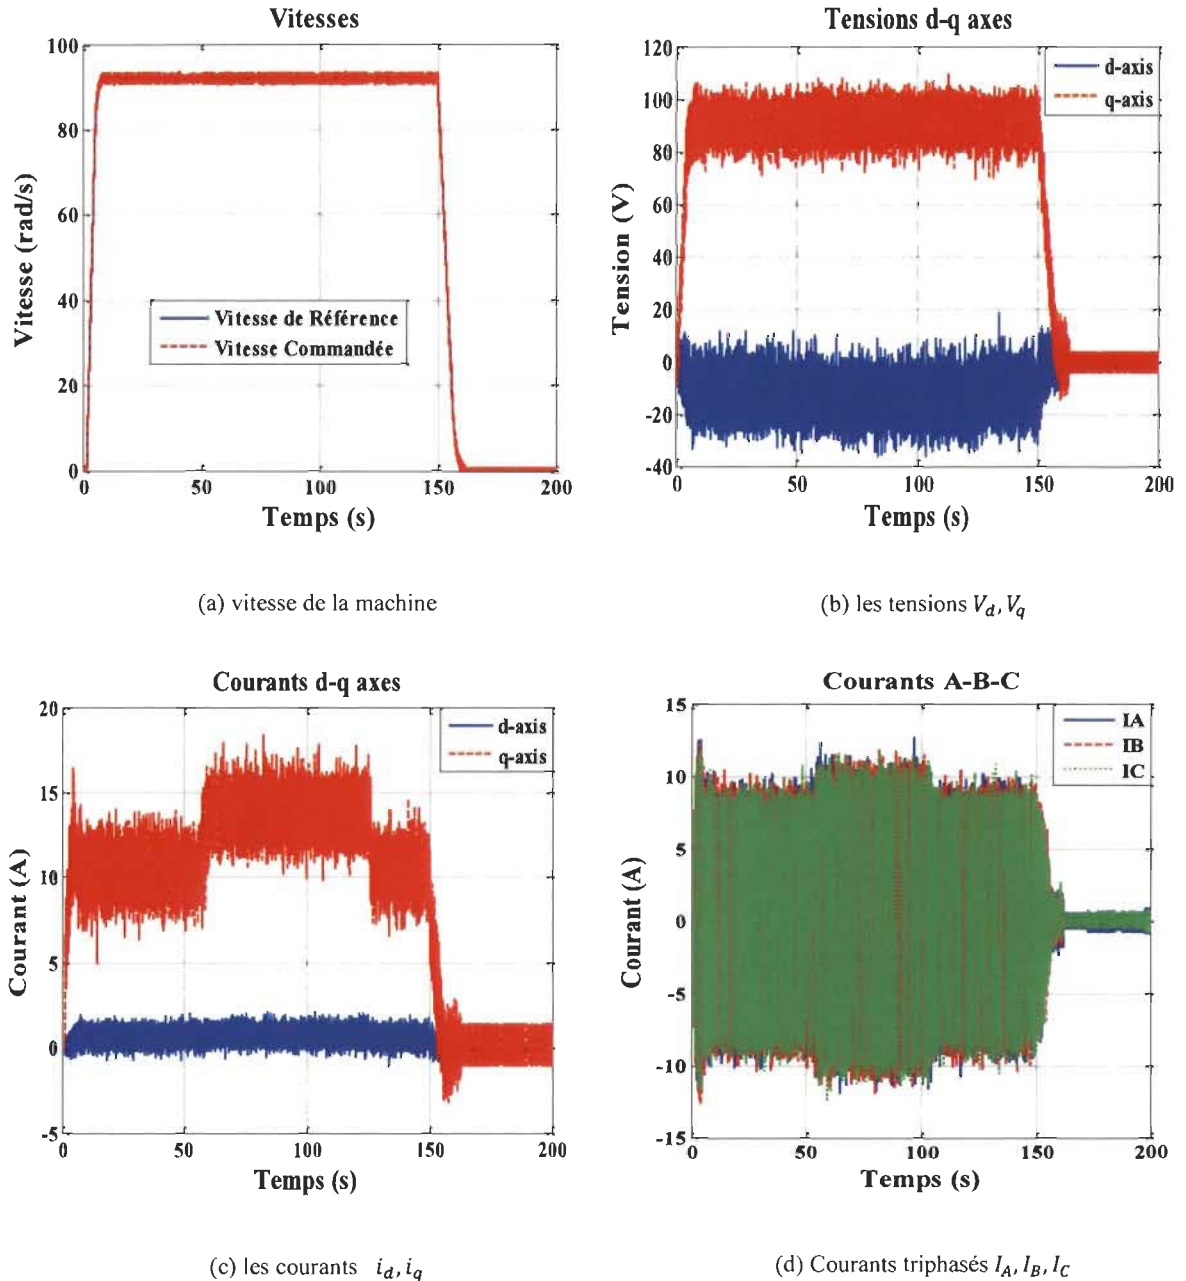 Vitesses
100
80
60
40
20
0
0 50 100 150 200
Vitesse (rad/s)
Vitesse de Référence
Vitesse Commandée
Temps (s)
(a) vitesse de la machine
Tensions d-q axes
120
100
80
60
40
20
0
-20
-40
0 50 100 150 200
Tension (V)
d-axis
q-axis
Temps (s)
(b) les tensions V_d, V_q
Courants d-q axes
20
15
10
5
0
-5
0 50 100 150 200
Courant (A)
d-axis
q-axis
Temps (s)
(c) les courants i_d, i_q
Courants A-B-C
15
10
5
0
-5
-10
-15
0 50 100 150 200
Courant (A)
IA
IB
IC
Temps (s)
(d) Courants triphasés I_A, I_B, I_C